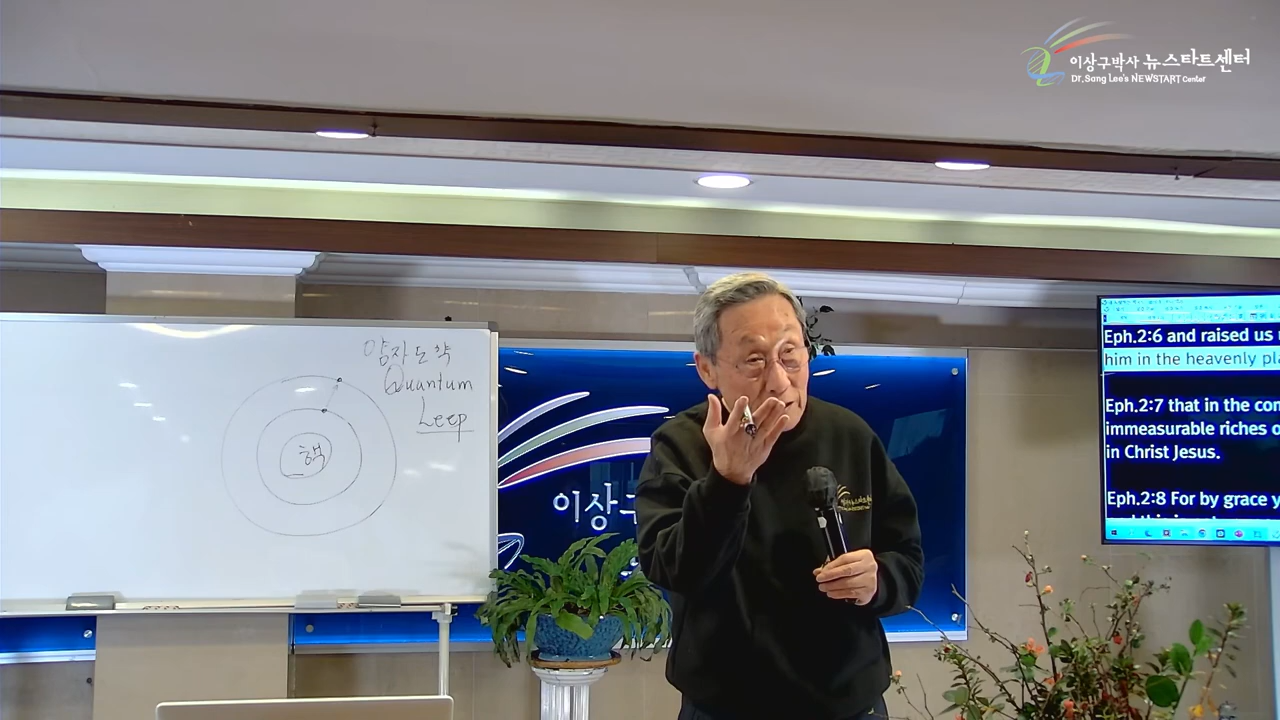 이상구박사 뉴스타트센터
Dr. Sang Lee's NEWSTART Center
양자도약
Quantum
Leep
핵
이상구
Eph.2:6 and raised us
him in the heavenly pla
Eph.2:7 that in the con
immeasurable riches o
in Christ Jesus.
Eph.2:8 For by grace y